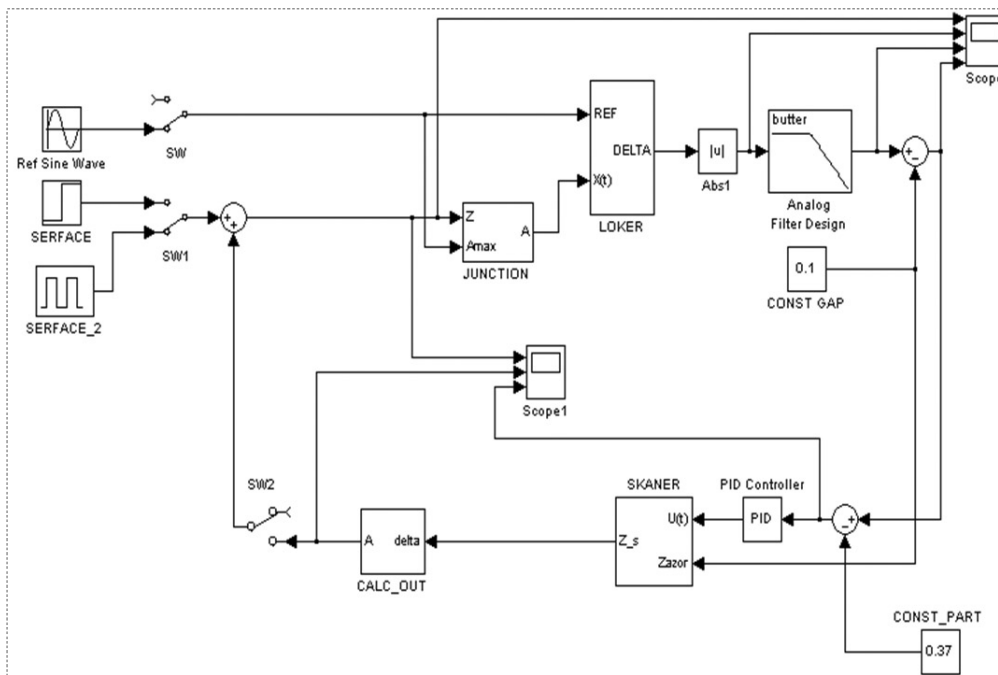 Scope
REF
butter
Ref Sine Wave
SW
DELTA
|u|
X(t)
Abs1
Z
A
Amax
LOKER
Analog
Filter Design
SERFACE
SW1
JUNCTION
0.1
CONST GAP
SERFACE_2
Scope1
SW2
SKANER
PID Controller
U(t)
PID
A
delta
Z_s
Zazor
CALC_OUT
CONST_PART
0.37